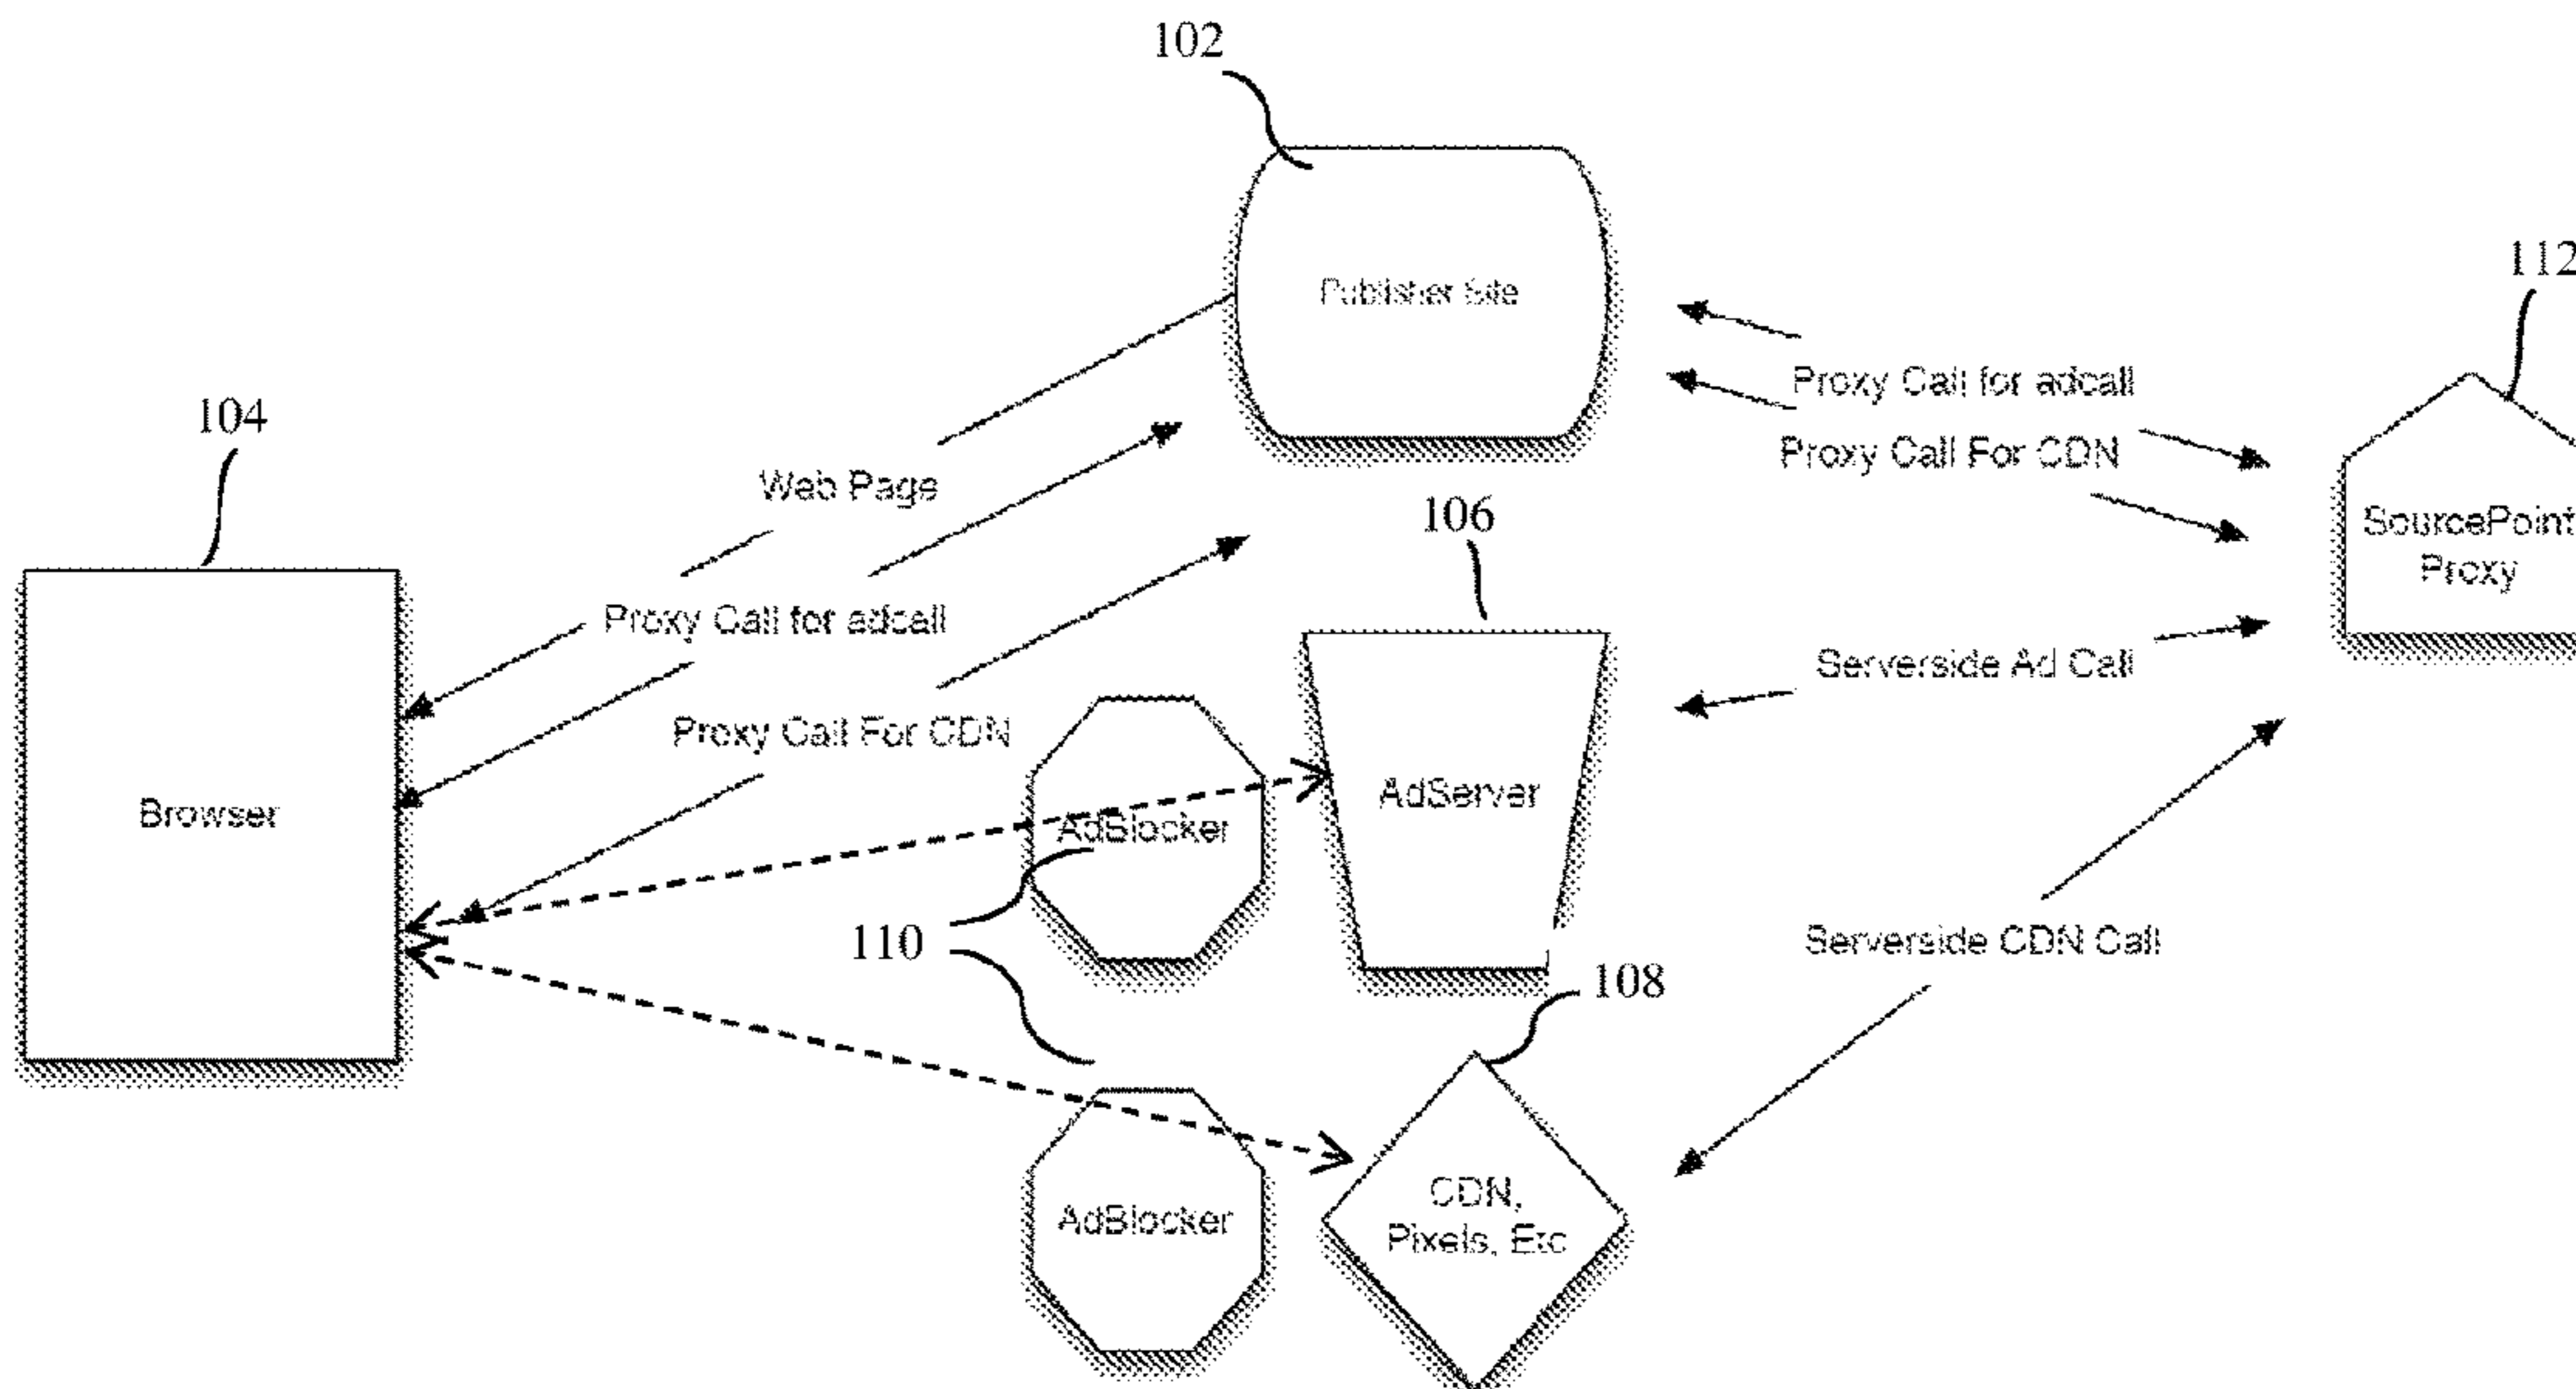 102
112
104
Publisher Site
Proxy Call for adcall
Proxy Call For CDN
Web Page
106
SourcePoint
Proxy
Proxy Call for adcall
Serverside Ad Call
Proxy Call For CDN
Browser
AdBlocker
AdServer
110
108
Serverside CDN Call
AdBlocker
CDN,
Pixels, Etc